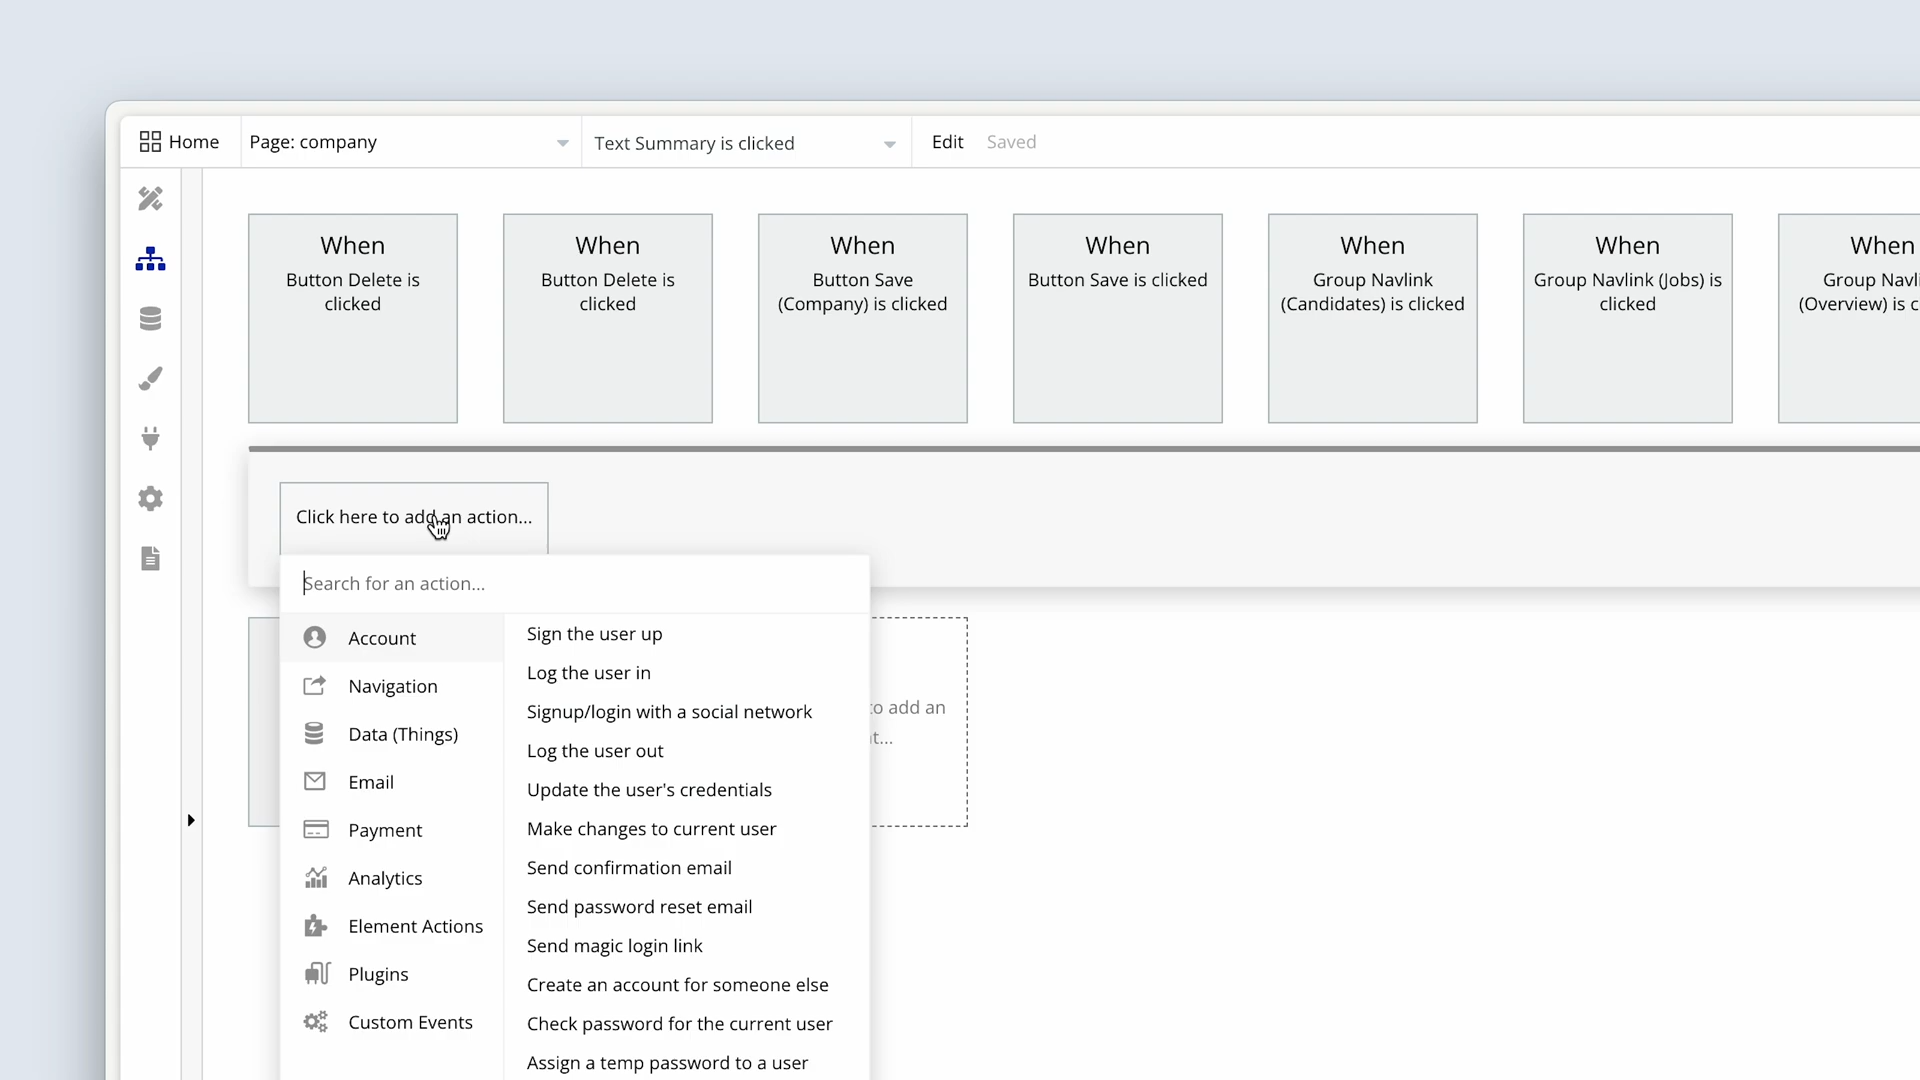 Home
Page: company
Text Summary is clicked
Edit
Saved
When
Button Delete is
clicked
When
Button Delete is
clicked
When
Button Save
(Company) is clicked
When
Button Save is clicked
When
Group Navlink
(Candidates) is clicked
When
Group Navlink (Jobs) is
clicked
When
Group
(Overview) is
Click here to add an action...
Search for an action...
Account
Navigation
Data (Things)
Email
Payment
Analytics
Element Actions
Plugins
Custom Events
Sign the user up
Log the user in
Signup/login with a social network
Log the user out
Update the user's credentials
Make changes to current user
Send confirmation email
Send password reset email
Send magic login link
Create an account for someone else
Check password for the current user
Assign a temp password to a user
to add an